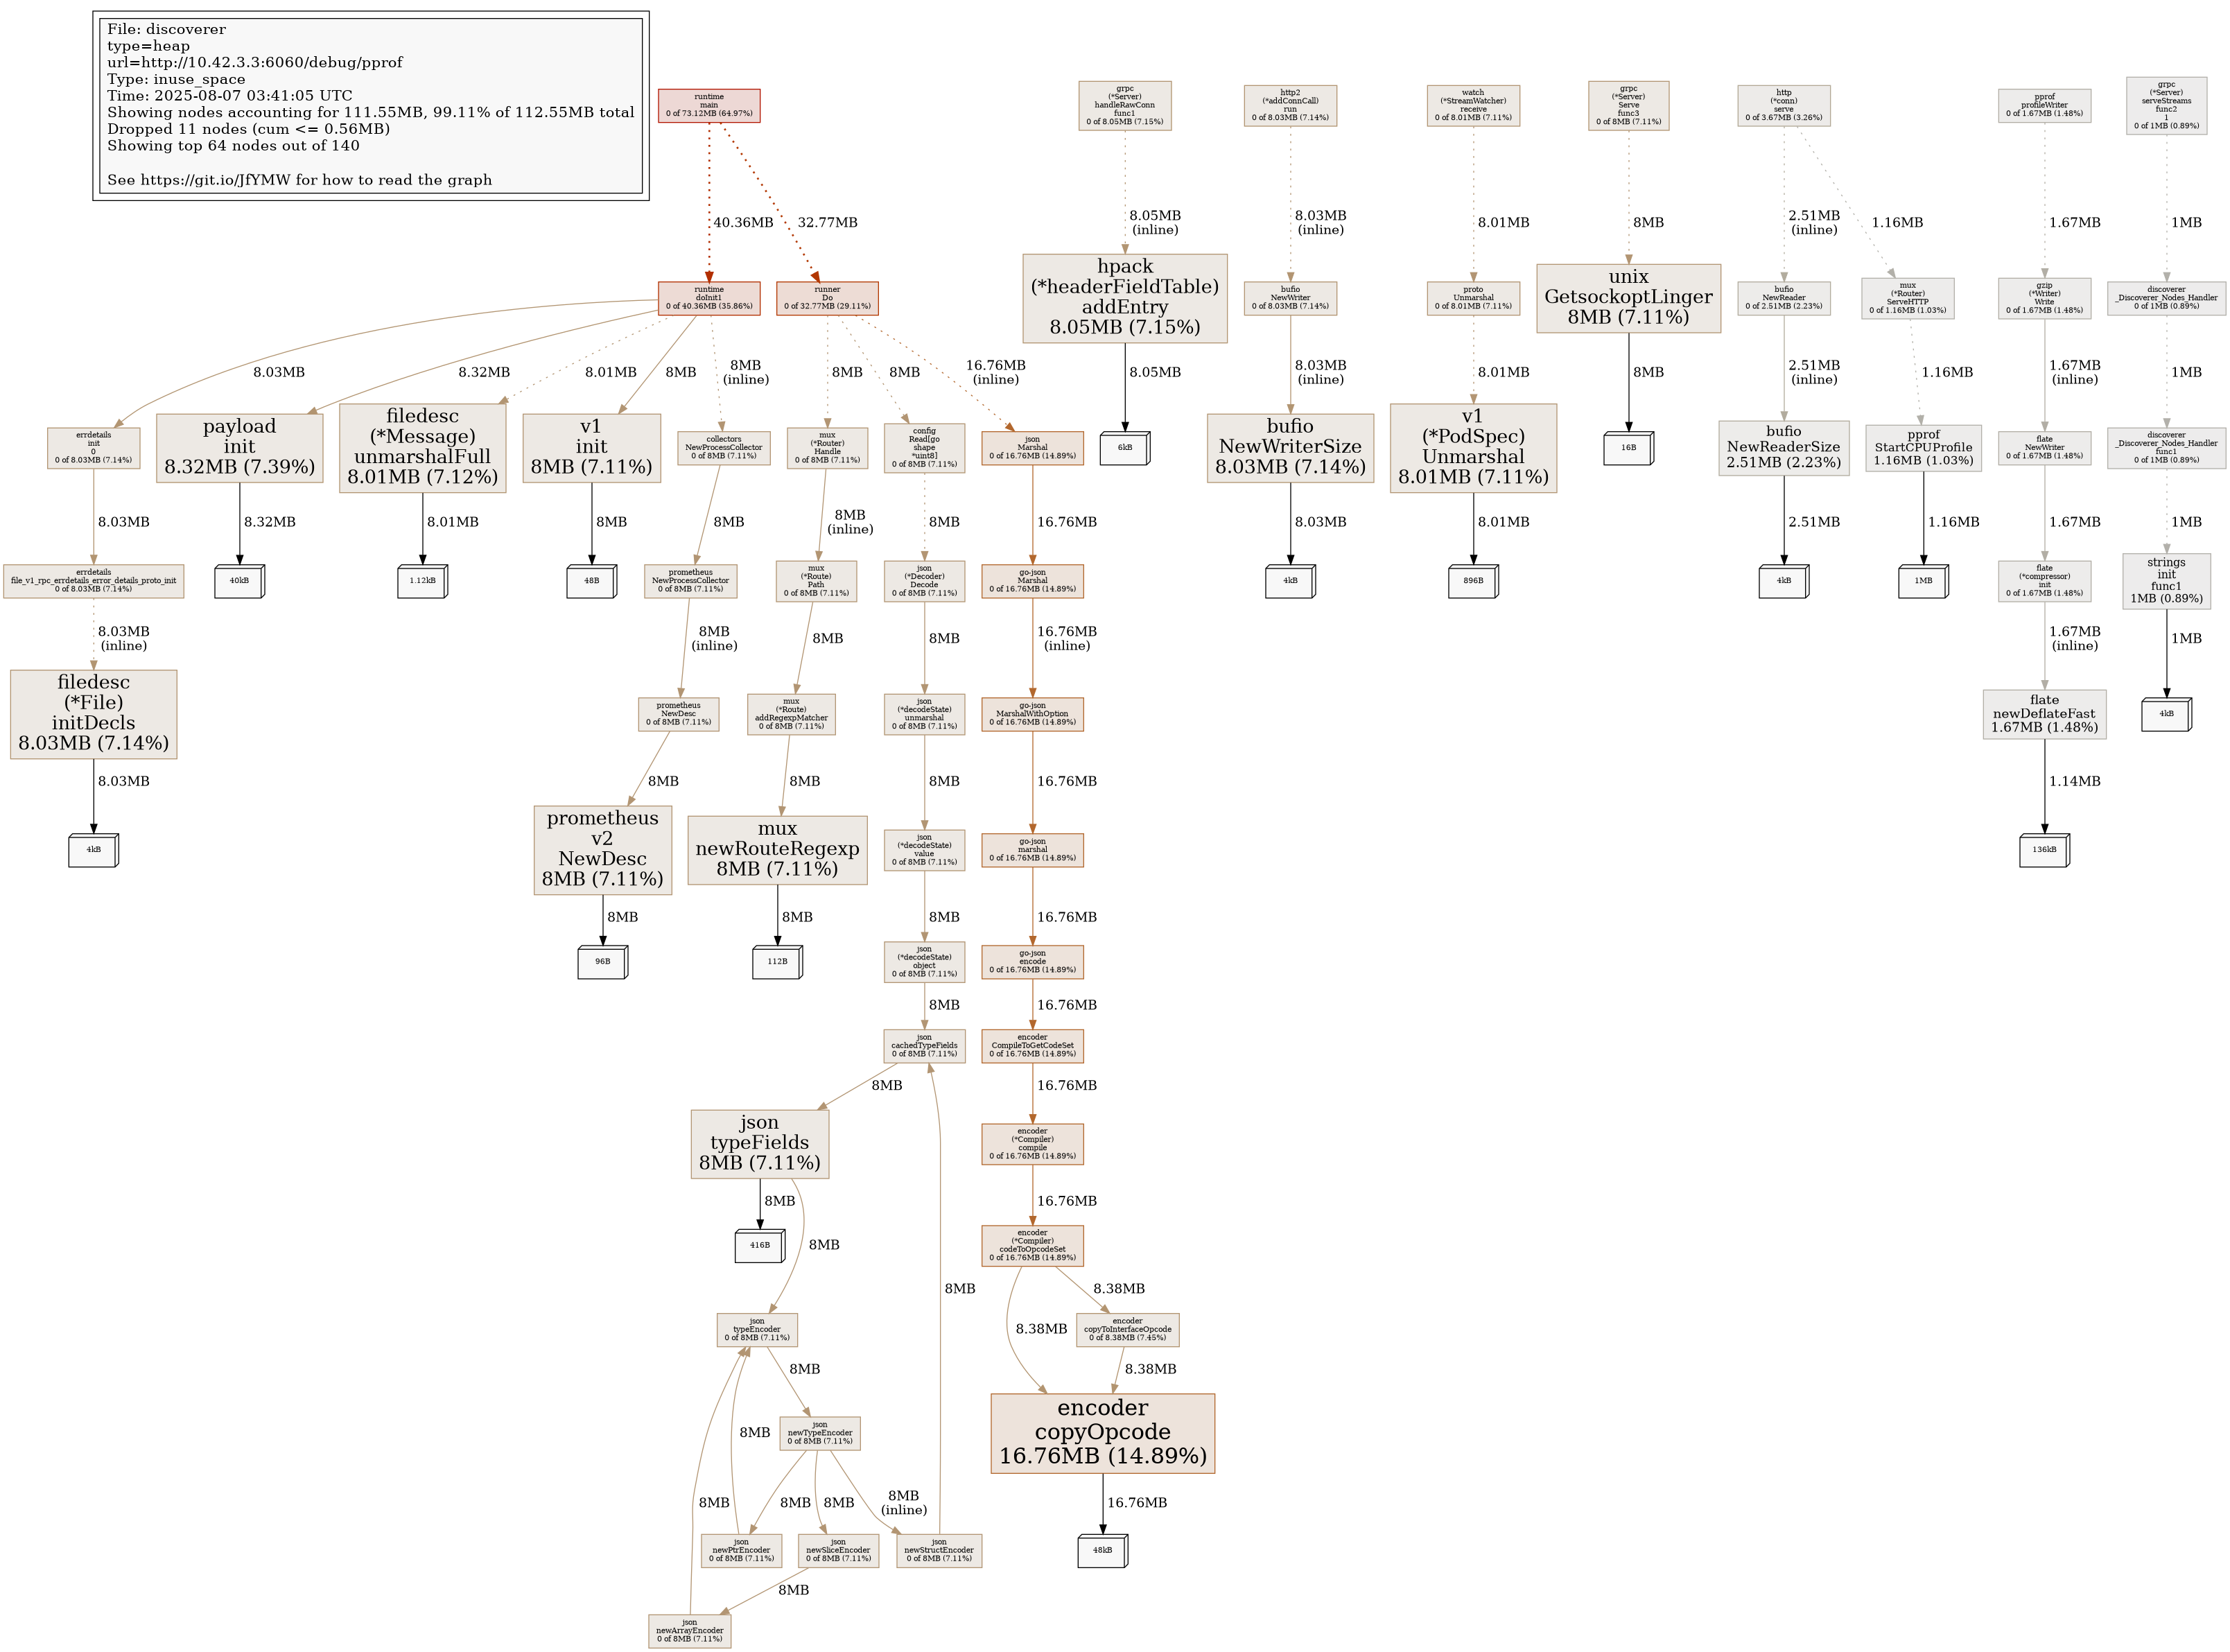 File: discoverer
type=heap
url=http://10.42.3.3:6060/debug/pprof
Type: inuse_space
Time: 2025-08-07 03:41:05 UTC
Showing nodes accounting for 111.55MB, 99.11% of 112.55MB total
Dropped 11 nodes (cum <= 0.56MB)
Showing top 64 nodes out of 140
See https://git.io/JfYMW for how to read the graph
runtime
main
0 of 73.12MB (64.97%)
grpc
(*Server)
handleRawConn
func1
0 of 8.05MB (7.15%)
http2
(*addConnCall)
run
0 of 8.03MB (7.14%)
watch
(*StreamWatcher)
receive
0 of 8.01MB (7.11%)
grpc
(*Server)
Serve
func3
0 of 8MB (7.11%)
http
(*conn)
serve
0 of 3.67MB (3.26%)
pprof
profileWriter
0 of 1.67MB (1.48%)
grpc
(*Server)
serveStreams
func2
1
0 of 1MB (0.89%)
40.36MB
32.77MB
8.05MB
(inline)
8.03MB
(inline)
8.01MB
8MB
2.51MB
(inline)
1.16MB
1.67MB
1MB
runtime
doInit1
0 of 40.36MB (35.86%)
runner
Do
0 of 32.77MB (29.11%)
hpack
(*headerFieldTable)
addEntry
8.05MB (7.15%)
bufio
NewWriter
0 of 8.03MB (7.14%)
proto
Unmarshal
0 of 8.01MB (7.11%)
unix
GetsockoptLinger
8MB (7.11%)
bufio
NewReader
0 of 2.51MB (2.23%)
mux
(*Router)
ServeHTTP
0 of 1.16MB (1.03%)
gzip
(*Writer)
Write
0 of 1.67MB (1.48%)
discoverer
_Discoverer_Nodes_Handler
0 of 1MB (0.89%)
8.03MB
8.32MB
8.01MB
8MB
8MB
(inline)
8MB
8MB
16.76MB
(inline)
8.05MB
8.03MB
(inline)
8.01MB
8MB
2.51MB
(inline)
1.16MB
1.67MB
(inline)
1MB
errdetails
init
0
0 of 8.03MB (7.14%)
payload
init
8.32MB (7.39%)
filedesc
(*Message)
unmarshalFull
8.01MB (7.12%)
v1
init
8MB (7.11%)
collectors
NewProcessCollector
0 of 8MB (7.11%)
mux
(*Router)
Handle
0 of 8MB (7.11%)
config
Read[go
shape
*uint8]
0 of 8MB (7.11%)
json
Marshal
0 of 16.76MB (14.89%)
6kB
bufio
NewWriterSize
8.03MB (7.14%)
v1
(*PodSpec)
Unmarshal
8.01MB (7.11%)
16B
bufio
NewReaderSize
2.51MB (2.23%)
pprof
StartCPUProfile
1.16MB (1.03%)
flate
NewWriter
0 of 1.67MB (1.48%)
discoverer
_Discoverer_Nodes_Handler
func1
0 of 1MB (0.89%)
8.03MB
8.32MB
8.01MB
8MB
8MB
8MB
(inline)
8MB
16.76MB
8.03MB
8.01MB
2.51MB
1.16MB
1.67MB
1MB
errdetails
file_v1_rpc_errdetails_error_details_proto_init
0 of 8.03MB (7.14%)
40kB
1.12kB
48B
prometheus
NewProcessCollector
0 of 8MB (7.11%)
mux
(*Route)
Path
0 of 8MB (7.11%)
json
(*Decoder)
Decode
0 of 8MB (7.11%)
go-json
Marshal
0 of 16.76MB (14.89%)
4kB
896B
4kB
1MB
flate
(*compressor)
init
0 of 1.67MB (1.48%)
strings
init
func1
1MB (0.89%)
8.03MB
(inline)
8MB
(inline)
8MB
8MB
16.76MB
(inline)
1.67MB
(inline)
1MB
filedesc
(*File)
initDecls
8.03MB (7.14%)
prometheus
NewDesc
0 of 8MB (7.11%)
mux
(*Route)
addRegexpMatcher
0 of 8MB (7.11%)
json
(*decodeState)
unmarshal
0 of 8MB (7.11%)
go-json
MarshalWithOption
0 of 16.76MB (14.89%)
flate
newDeflateFast
1.67MB (1.48%)
4kB
8.03MB
8MB
8MB
8MB
16.76MB
1.14MB
4kB
prometheus
v2
NewDesc
8MB (7.11%)
mux
newRouteRegexp
8MB (7.11%)
json
(*decodeState)
value
0 of 8MB (7.11%)
go-json
marshal
0 of 16.76MB (14.89%)
136kB
8MB
8MB
8MB
16.76MB
96B
112B
json
(*decodeState)
object
0 of 8MB (7.11%)
go-json
encode
0 of 16.76MB (14.89%)
8MB
16.76MB
json
cachedTypeFields
0 of 8MB (7.11%)
encoder
CompileToGetCodeSet
0 of 16.76MB (14.89%)
8MB
16.76MB
json
typeFields
8MB (7.11%)
encoder
(*Compiler)
compile
0 of 16.76MB (14.89%)
8MB
16.76MB
416B
8MB
encoder
(*Compiler)
codeToOpcodeSet
0 of 16.76MB (14.89%)
8MB
8.38MB
json
typeEncoder
0 of 8MB (7.11%)
8.38MB
encoder
copyToInterfaceOpcode
0 of 8.38MB (7.45%)
8MB
8.38MB
8MB
json
newTypeEncoder
0 of 8MB (7.11%)
encoder
copyOpcode
16.76MB (14.89%)
8MB
8MB
8MB
8MB
(inline)
16.76MB
json
newPtrEncoder
0 of 8MB (7.11%)
json
newSliceEncoder
0 of 8MB (7.11%)
json
newStructEncoder
0 of 8MB (7.11%)
48kB
8MB
json
newArrayEncoder
0 of 8MB (7.11%)